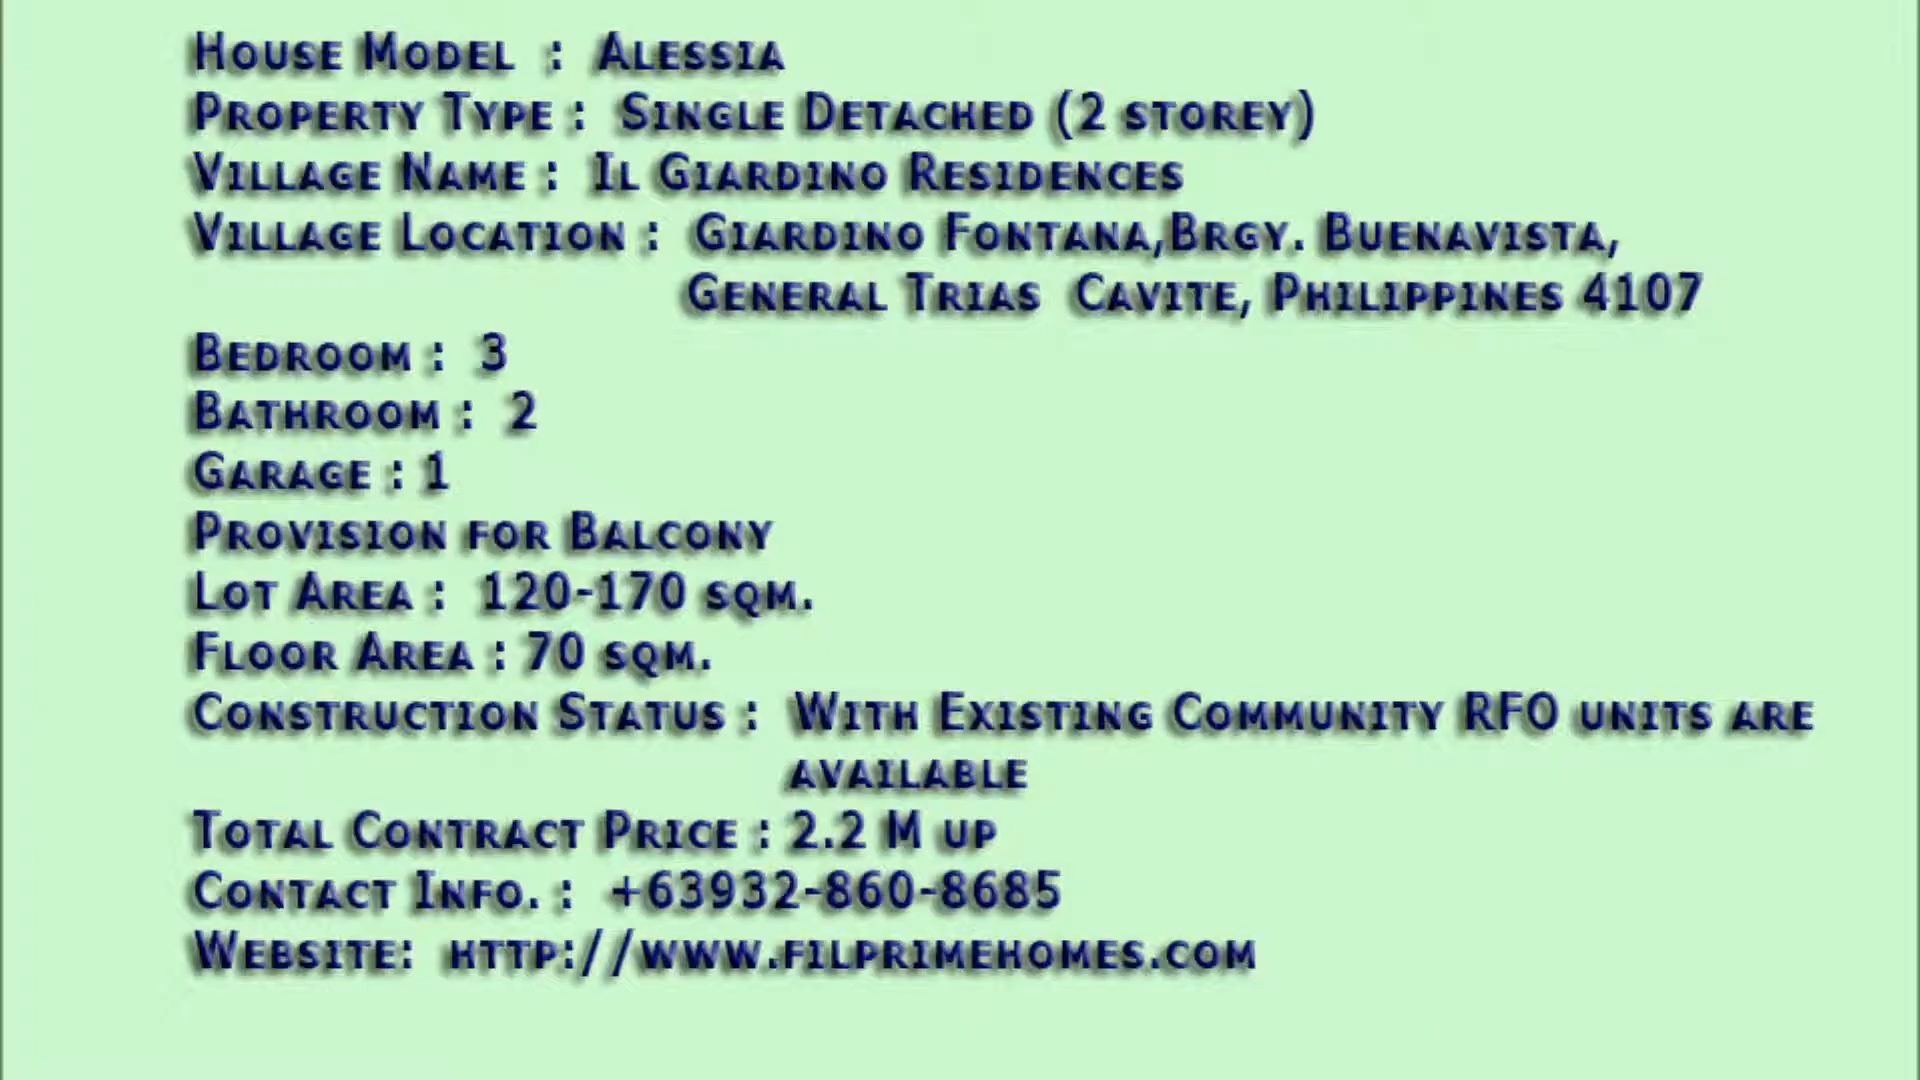 House Model : Alessia
Property Type : Single Detached (2 storey)
Village Name : Il Giardino Residences
Village Location : Giardino Fontana,Brgy. Buenavista,
General Trias Cavite, Philippines 4107
Bedroom : 3
Bathroom : 2
Garage : 1
Provision for Balcony
Lot Area : 120-170 sqm.
Floor Area : 70 sqm.
Construction Status : With Existing Community RFO units are
available
Total Contract Price : 2.2 M up
Contact Info. : +63932-860-8685
Website: http://www.filprimehomes.com